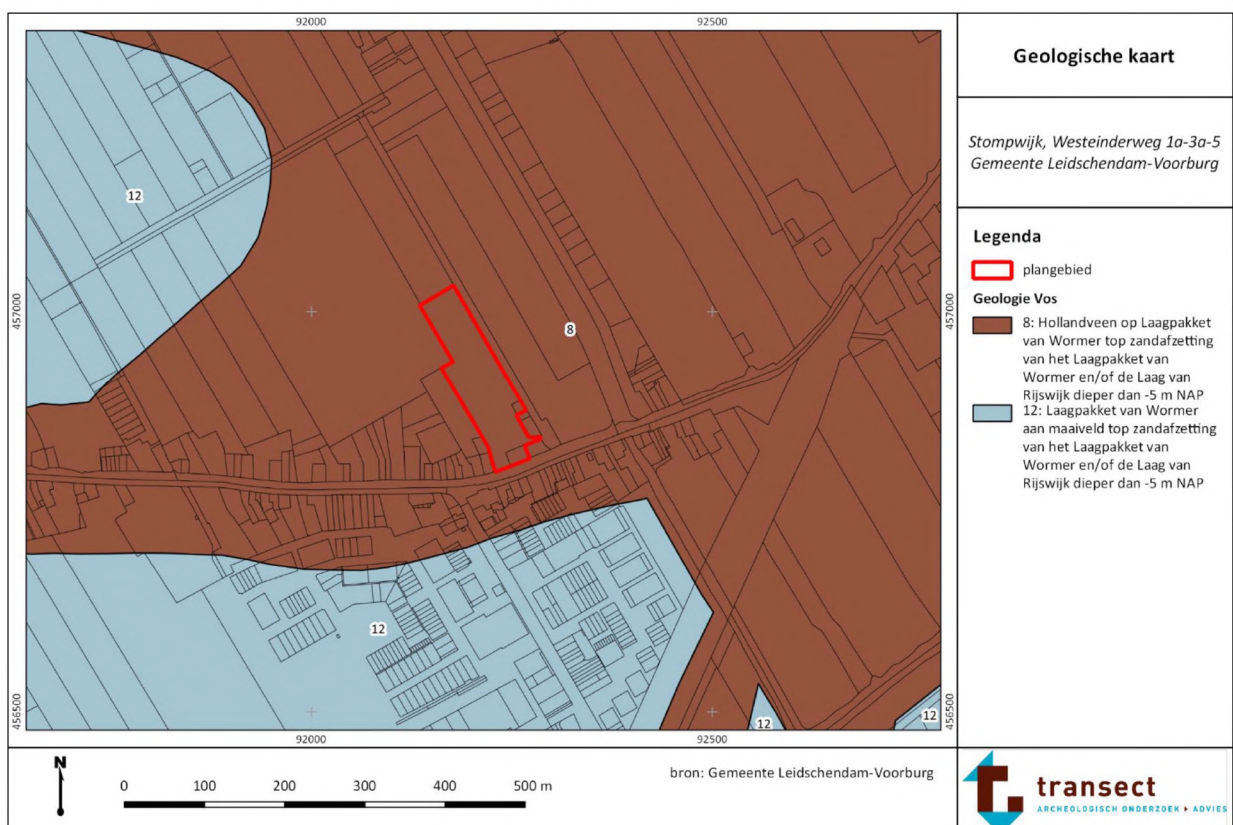 92000
92500
12
457000
8
457000
12
456500
12
12
456500
92000
92500
Geologische kaart
Stompwijk, Westeinderweg 1a-3a-5
Gemeente Leidschendam-Voorburg
Legenda
plangebied
Geologie Vos
8: Hollandveen op Laagpakket
van Wormer top zandafzetting
van het Laagpakket van
Wormer en/of de Laag van
Rijswijk dieper dan -5 m NAP
12: Laagpakket van Wormer
aan maaiveld top zandafzetting
van het Laagpakket van
Wormer en/of de Laag van
Rijswijk dieper dan -5 m NAP
N
0 100 200 300 400 500 m
bron: Gemeente Leidschendam-Voorburg
transect
ARCHEOLOGISCH ONDERZOEK ▸ ADVIES